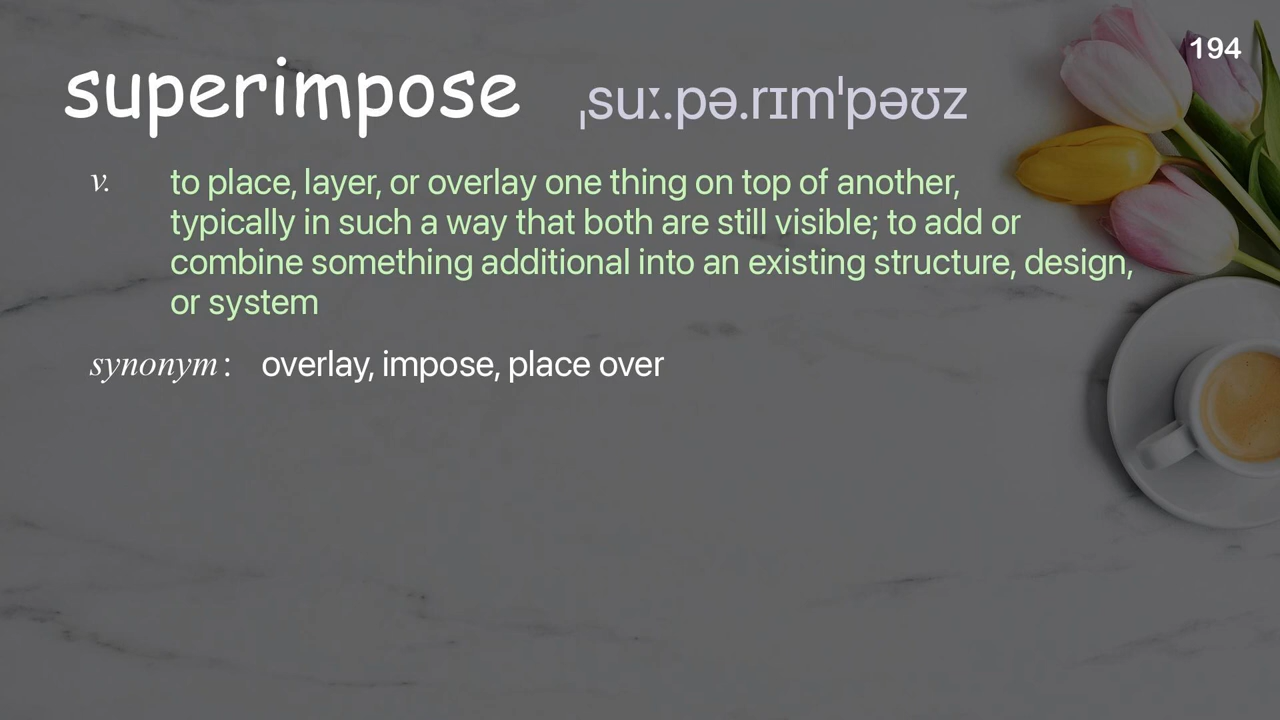 194
superimpose ˌsuː.pə.rɪmˈpəʊz
v. to place, layer, or overlay one thing on top of another,
typically in such a way that both are still visible; to add or
combine something additional into an existing structure, design,
or system
synonym: overlay, impose, place over